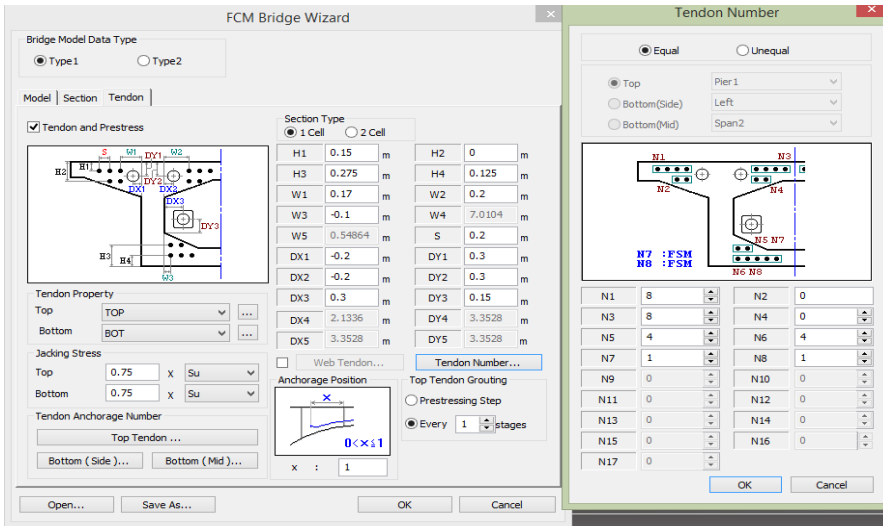 FCM Bridge Wizard
Bridge Model Data Type
Type1 Type2
Model Section Tendon
Tendon and Prestress
S W1 DY1 W2
H2 H1
DY2
DX1 DX2
DX3
DY3
H3 H4
W3
Tendon Property
Top TOP ...
Bottom BOT ...
Jacking Stress
Top 0.75 X Su
Bottom 0.75 x Su
Tendon Anchorage Number
Top Tendon ...
Bottom ( Side )... Bottom ( Mid )...
Section Type
1 Cell 2 Cell
H1 0.15 m H2 0 m
H3 0.275 m H4 0.125 m
W1 0.17 m W2 0.2 m
W3 -0.1 m W4 7.0104 m
W5 0.54864 m S 0.2 m
DX1 -0.2 m DY1 0.3 m
DX2 -0.2 m DY2 0.3 m
DX3 0.3 m DY3 0.15 m
DX4 2.1336 m DY4 3.3528 m
DX5 3.3528 m DY5 3.3528 m
Web Tendon... Tendon Number...
Anchorage Position
x
0<x≤1
x : 1
Top Tendon Grouting
Prestressing Step
Every 1 stages
Open... Save As... OK Cancel
Tendon Number
Equal Unequal
Top Pier1
Bottom(Side) Left
Bottom(Mid) Span2
N1 N3
N2 N4
N5 N7
N7 :FSM
N8 :FSM
N6 N8
N1 8 N2 0
N3 8 N4 0
N5 4 N6 4
N7 1 N8 1
N9 0 N10 0
N11 0 N12 0
N13 0 N14 0
N15 0 N16 0
N17 0
OK Cancel